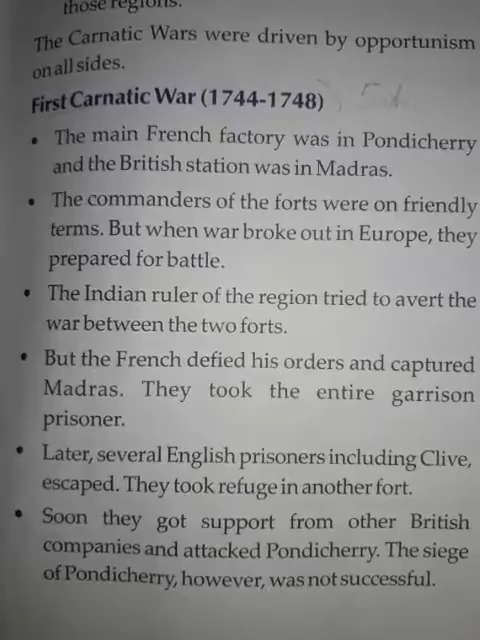 those regions.
The Carnatic Wars were driven by opportunism
on all sides.
First Carnatic War (1744-1748)
• The main French factory was in Pondicherry
and the British station was in Madras.
• The commanders of the forts were on friendly
terms. But when war broke out in Europe, they
prepared for battle.
• The Indian ruler of the region tried to avert the
war between the two forts.
• But the French defied his orders and captured
Madras. They took the entire garrison
prisoner.
• Later, several English prisoners including Clive,
escaped. They took refuge in another fort.
• Soon they got support from other British
companies and attacked Pondicherry. The siege
of Pondicherry, however, was not successful.